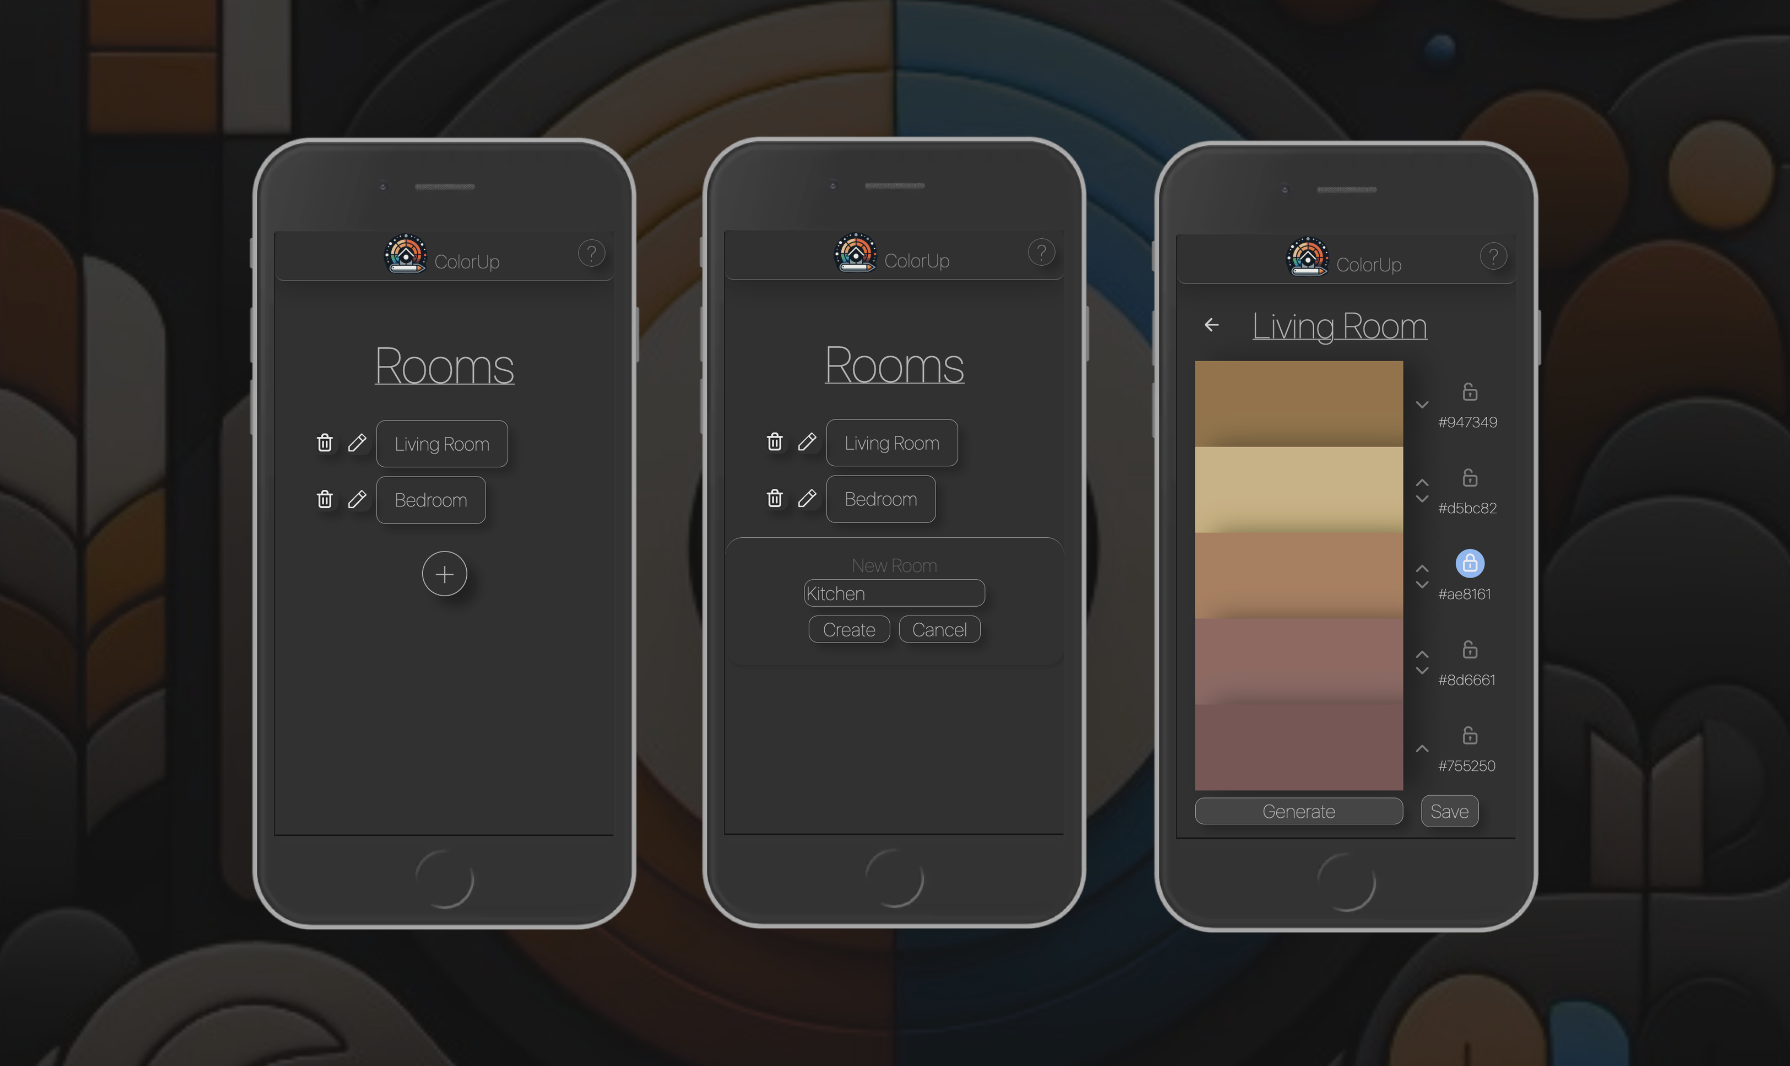 ColorUp
?
Rooms
Living Room
Bedroom
ColorUp
?
Rooms
Living Room
Bedroom
New Room
Kitchen
Create Cancel
ColorUp
?
Living Room
#947349
#d5bc82
#ae8161
#8d6661
#755250
Generate Save